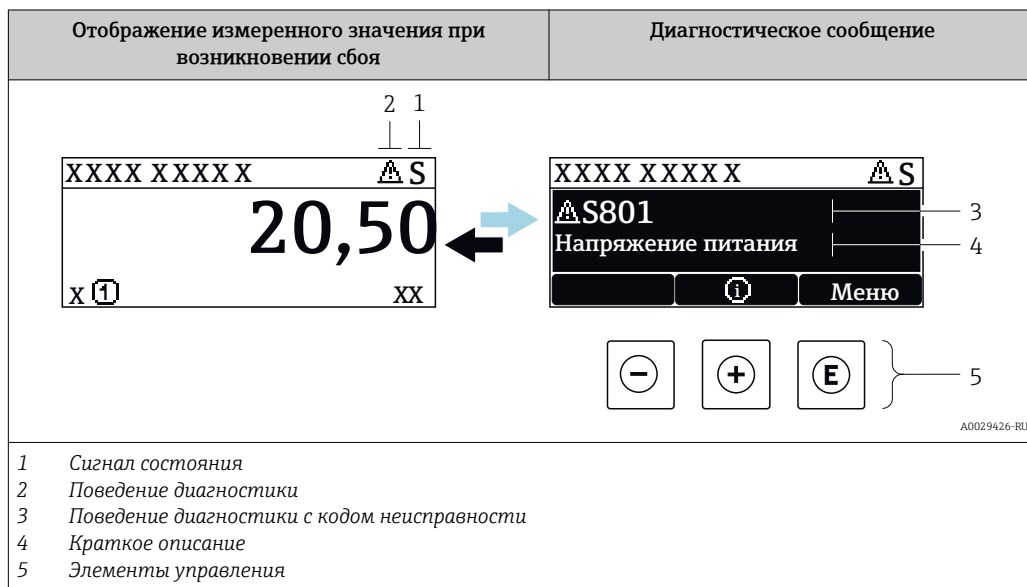 Отображение измеренного значения при
возникновении сбоя
Диагностическое сообщение
2 1
XXXX XXXXX
S
20,50
X 1
XX
XXXX XXXXX
S
S801
Напряжение питания
i
Меню
3
4
− + E
5
A0029426-RU
1 Сигнал состояния
2 Поведение диагностики
3 Поведение диагностики с кодом неисправности
4 Краткое описание
5 Элементы управления